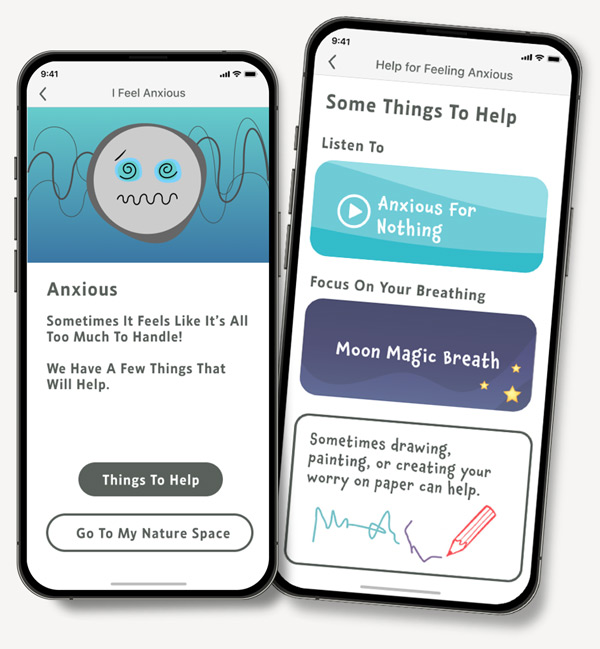 9:41
I Feel Anxious
Anxious
Sometimes It Feels Like It's All
Too Much To Handle!
We Have A Few Things That
Will Help.
Things To Help
Go To My Nature Space
9:41
Help for Feeling Anxious
Some Things To Help
Listen To
Anxious For
Nothing
Focus On Your Breathing
Moon Magic Breath
Sometimes drawing,
painting, or creating your
worry on paper can help.